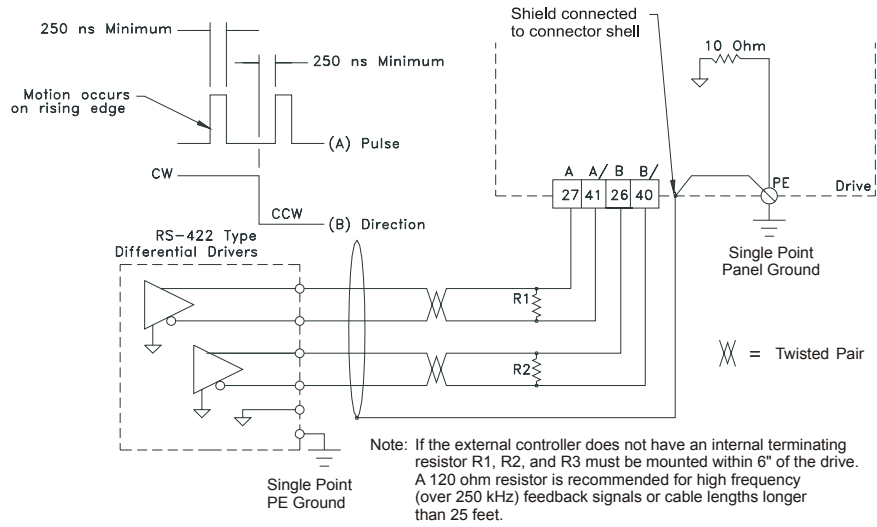 250 ns Minimum
250 ns Minimum
Motion occurs
on rising edge
(A) Pulse
CW
CCW
(B) Direction
RS-422 Type
Differential Drivers
Shield connected
to connector shell
10 Ohm
A A/ B B/
27 41 26 40
PE
Drive
Single Point
Panel Ground
R1
R2
= Twisted Pair
Single Point
PE Ground
Note: If the external controller does not have an internal terminating
resistor R1, R2, and R3 must be mounted within 6" of the drive.
A 120 ohm resistor is recommended for high frequency
(over 250 kHz) feedback signals or cable lengths longer
than 25 feet.